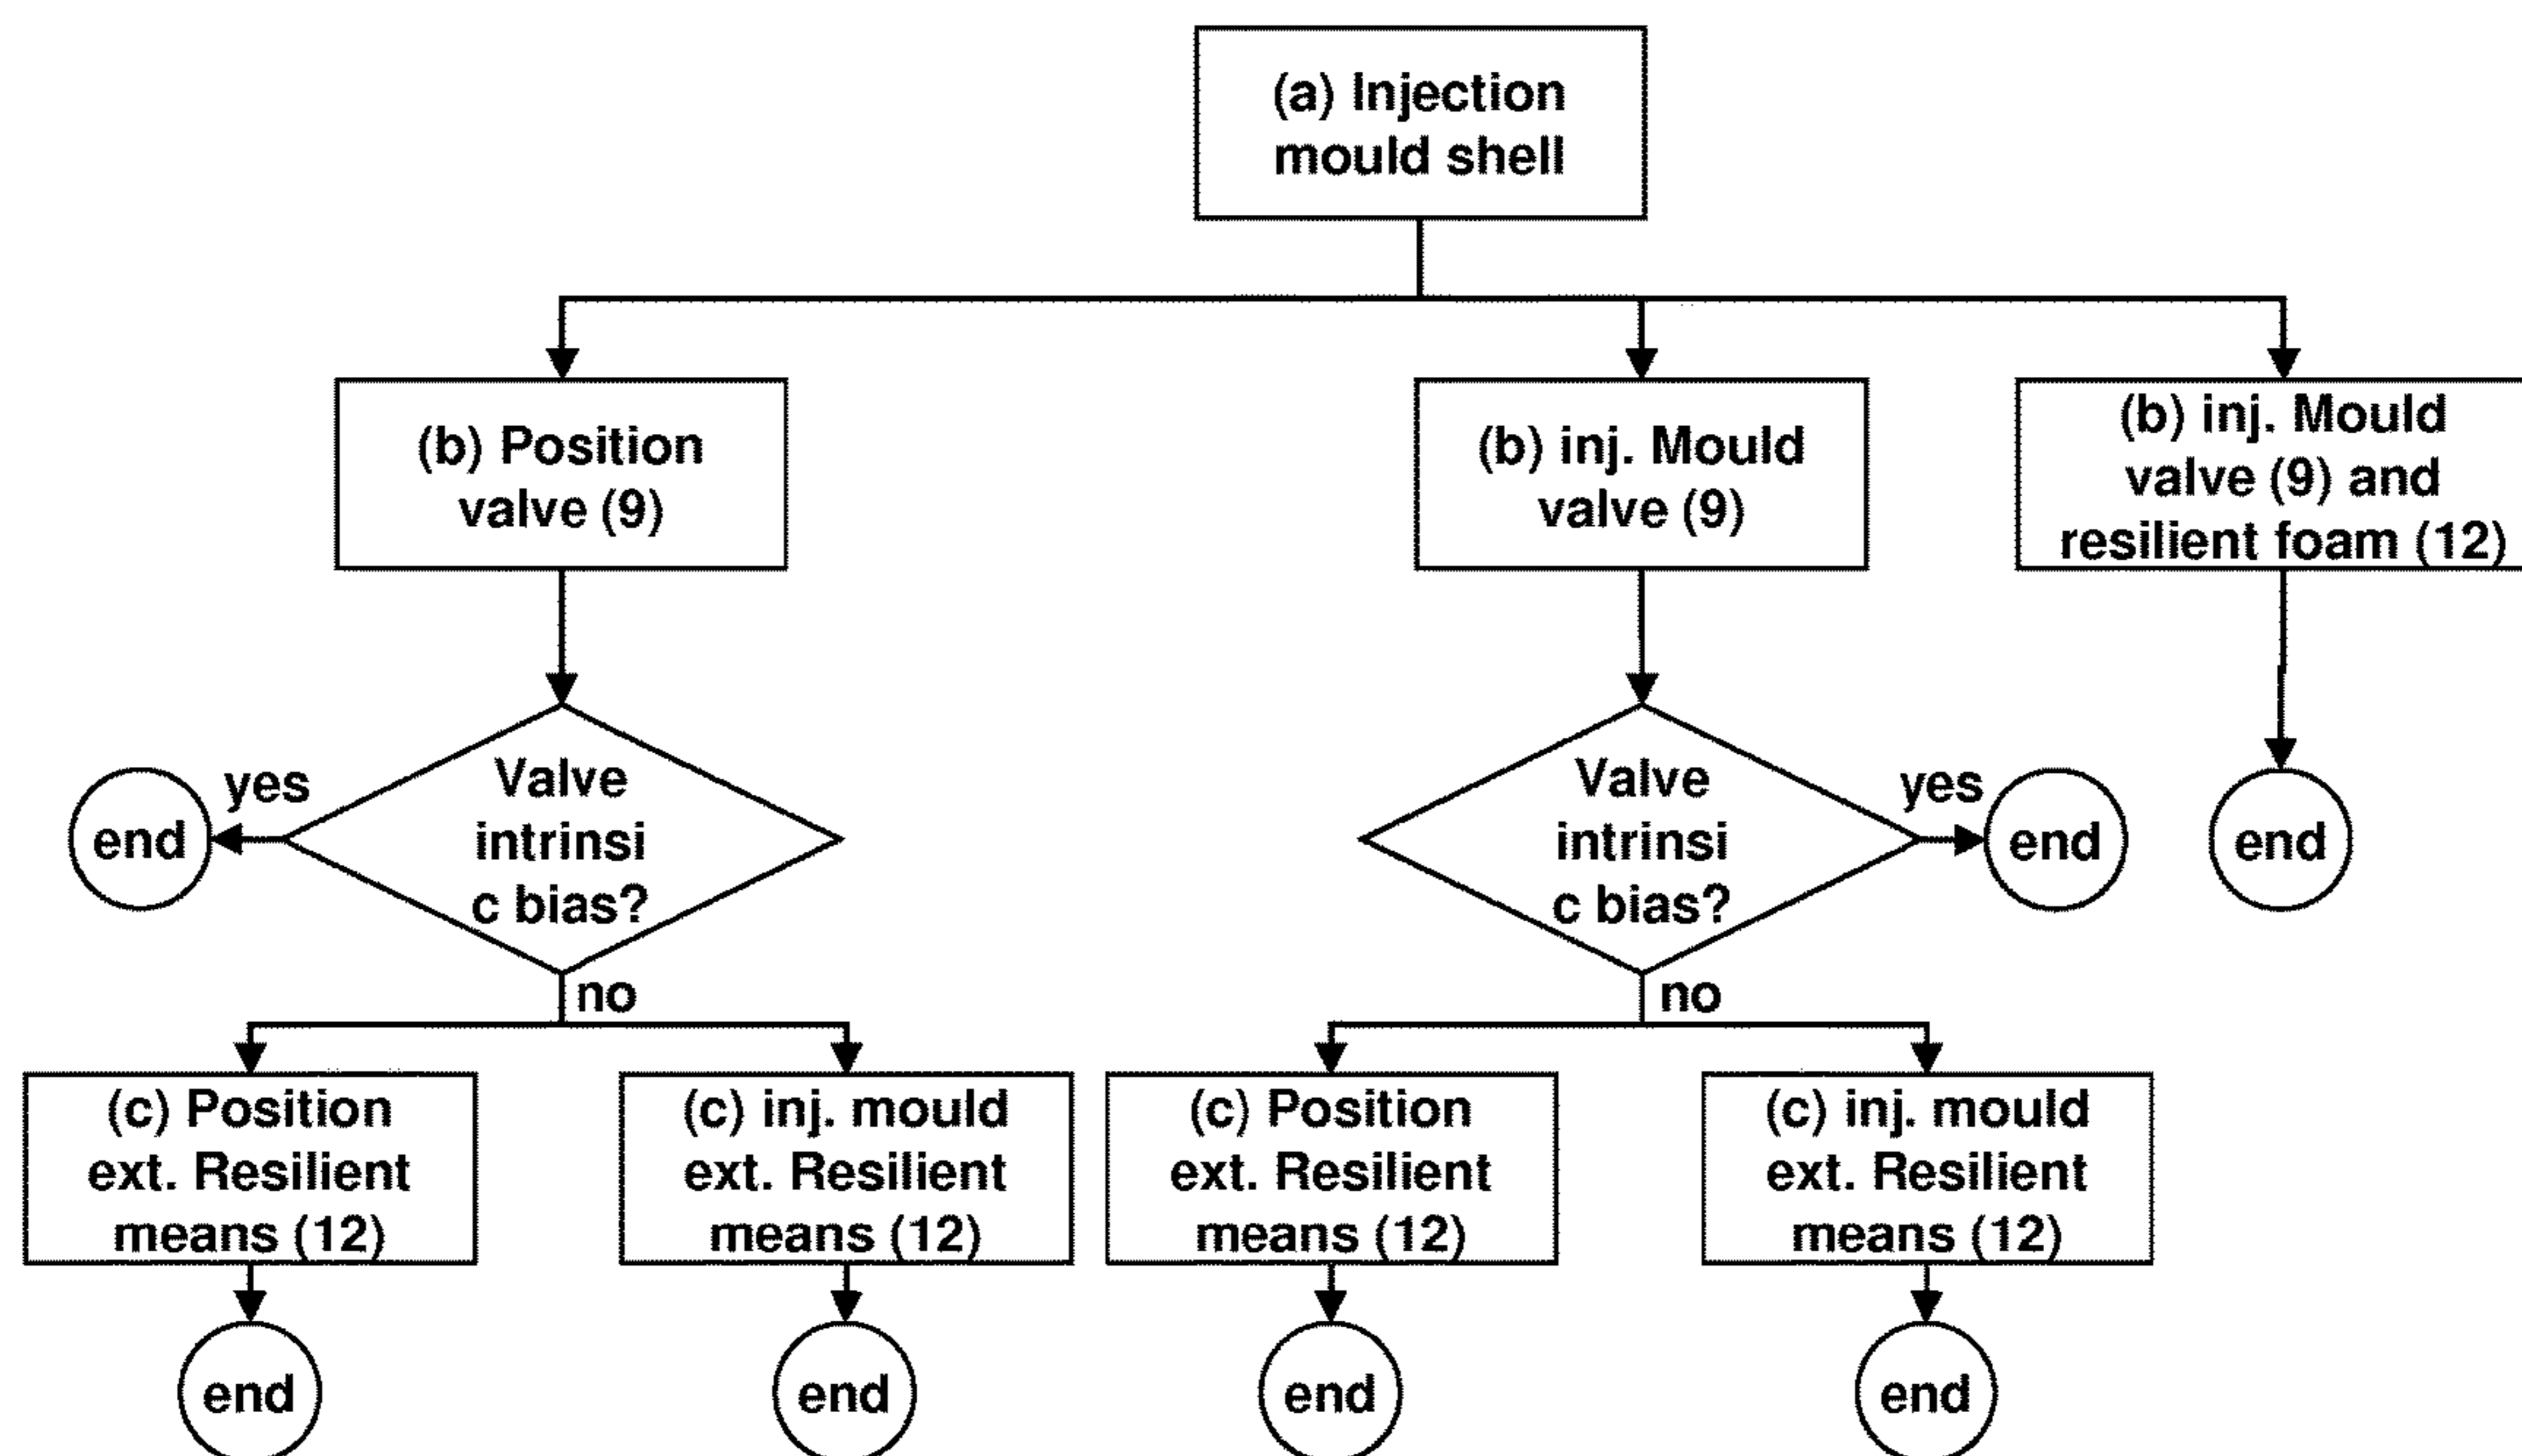 (a) Injection
mould shell
(b) Position
valve (9)
(b) inj. Mould
valve (9)
(b) inj. Mould
valve (9) and
resilient foam (12)
yes
end
Valve
intrinsi
c bias?
no
Valve
intrinsi
c bias?
yes
end
no
end
(c) Position
ext. Resilient
means (12)
(c) inj. mould
ext. Resilient
means (12)
(c) Position
ext. Resilient
means (12)
(c) inj. mould
ext. Resilient
means (12)
end
end
end
end